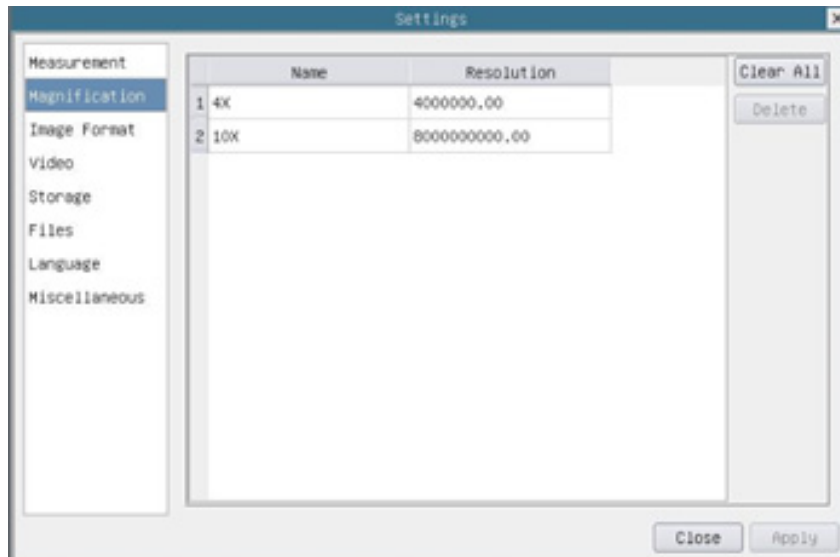 Settings
Measurement
Magnification
Image Format
Video
Storage
Files
Language
Miscellaneous
Name Resolution
1 4X 4000000.00
2 10X 8000000000.00
Clear All
Delete
Close Apply